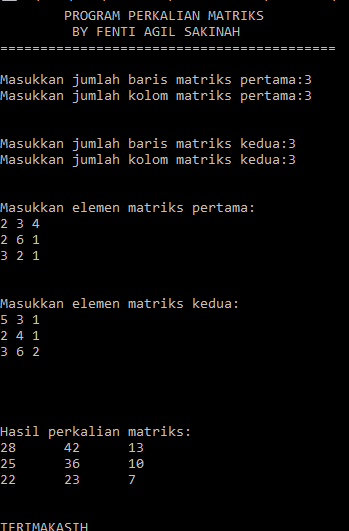 PROGRAM PERKALIAN MATRIKS
BY FENTI AGIL SAKINAH
==========================================
Masukkan jumlah baris matriks pertama:3
Masukkan jumlah kolom matriks pertama:3
Masukkan jumlah baris matriks kedua:3
Masukkan jumlah kolom matriks kedua:3
Masukkan elemen matriks pertama:
2 3 4
2 6 1
3 2 1
Masukkan elemen matriks kedua:
5 3 1
2 4 1
3 6 2
Hasil perkalian matriks:
28 42 13
25 36 10
22 23 7
TERIMAKASIH